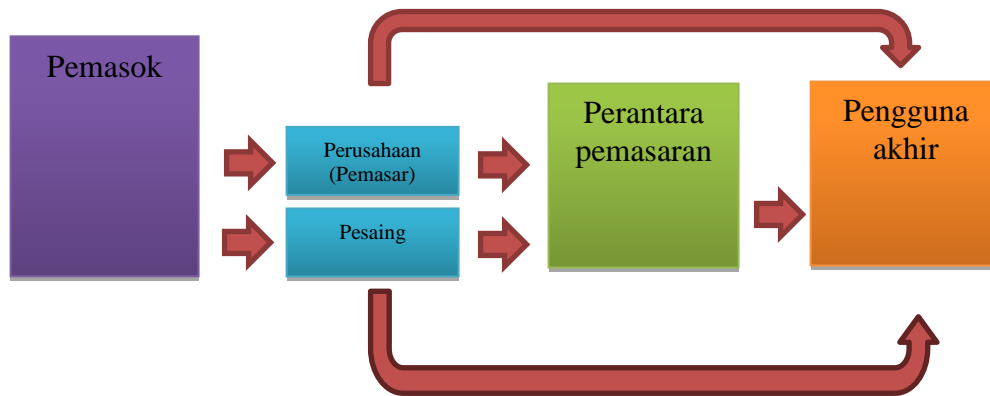 Pemasok
Perusahaan
(Pemasar)
Pesaing
Perantara
pemasaran
Pengguna
akhir